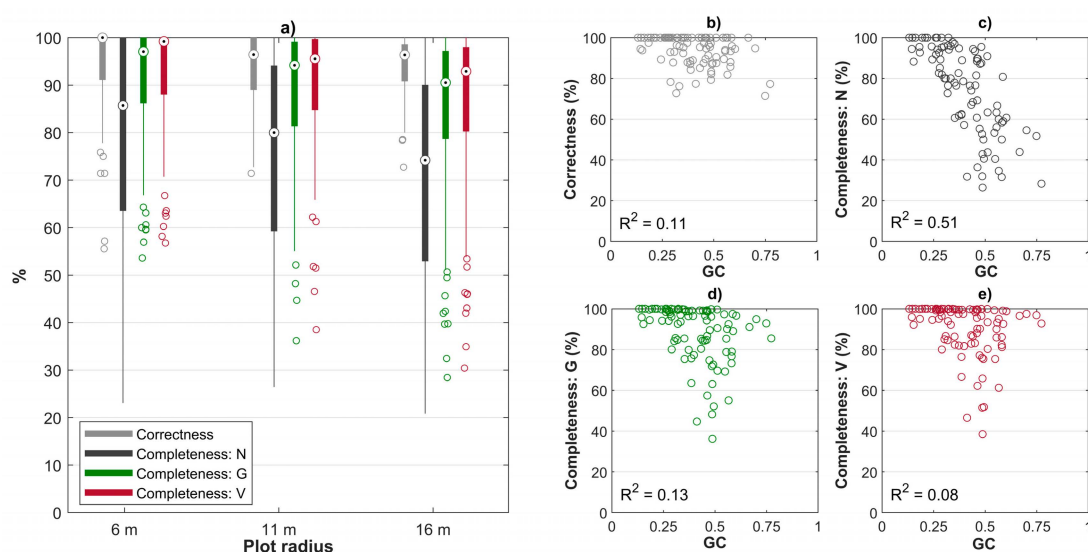 a)
%
100
90
80
70
60
50
40
30
20
10
0
Correctness
Completeness: N
Completeness: G
Completeness: V
6 m
11 m
16 m
Plot radius
b)
Correctness (%)
100
80
60
40
20
0
R² = 0.11
0
0.25
0.5
0.75
1
GC
c)
Completeness: N (%)
100
80
60
40
20
0
R² = 0.51
0
0.25
0.5
0.75
1
GC
d)
Completeness: G (%)
100
80
60
40
20
0
R² = 0.13
0
0.25
0.5
0.75
1
GC
e)
Completeness: V (%)
100
80
60
40
20
0
R² = 0.08
0
0.25
0.5
0.75
1
GC